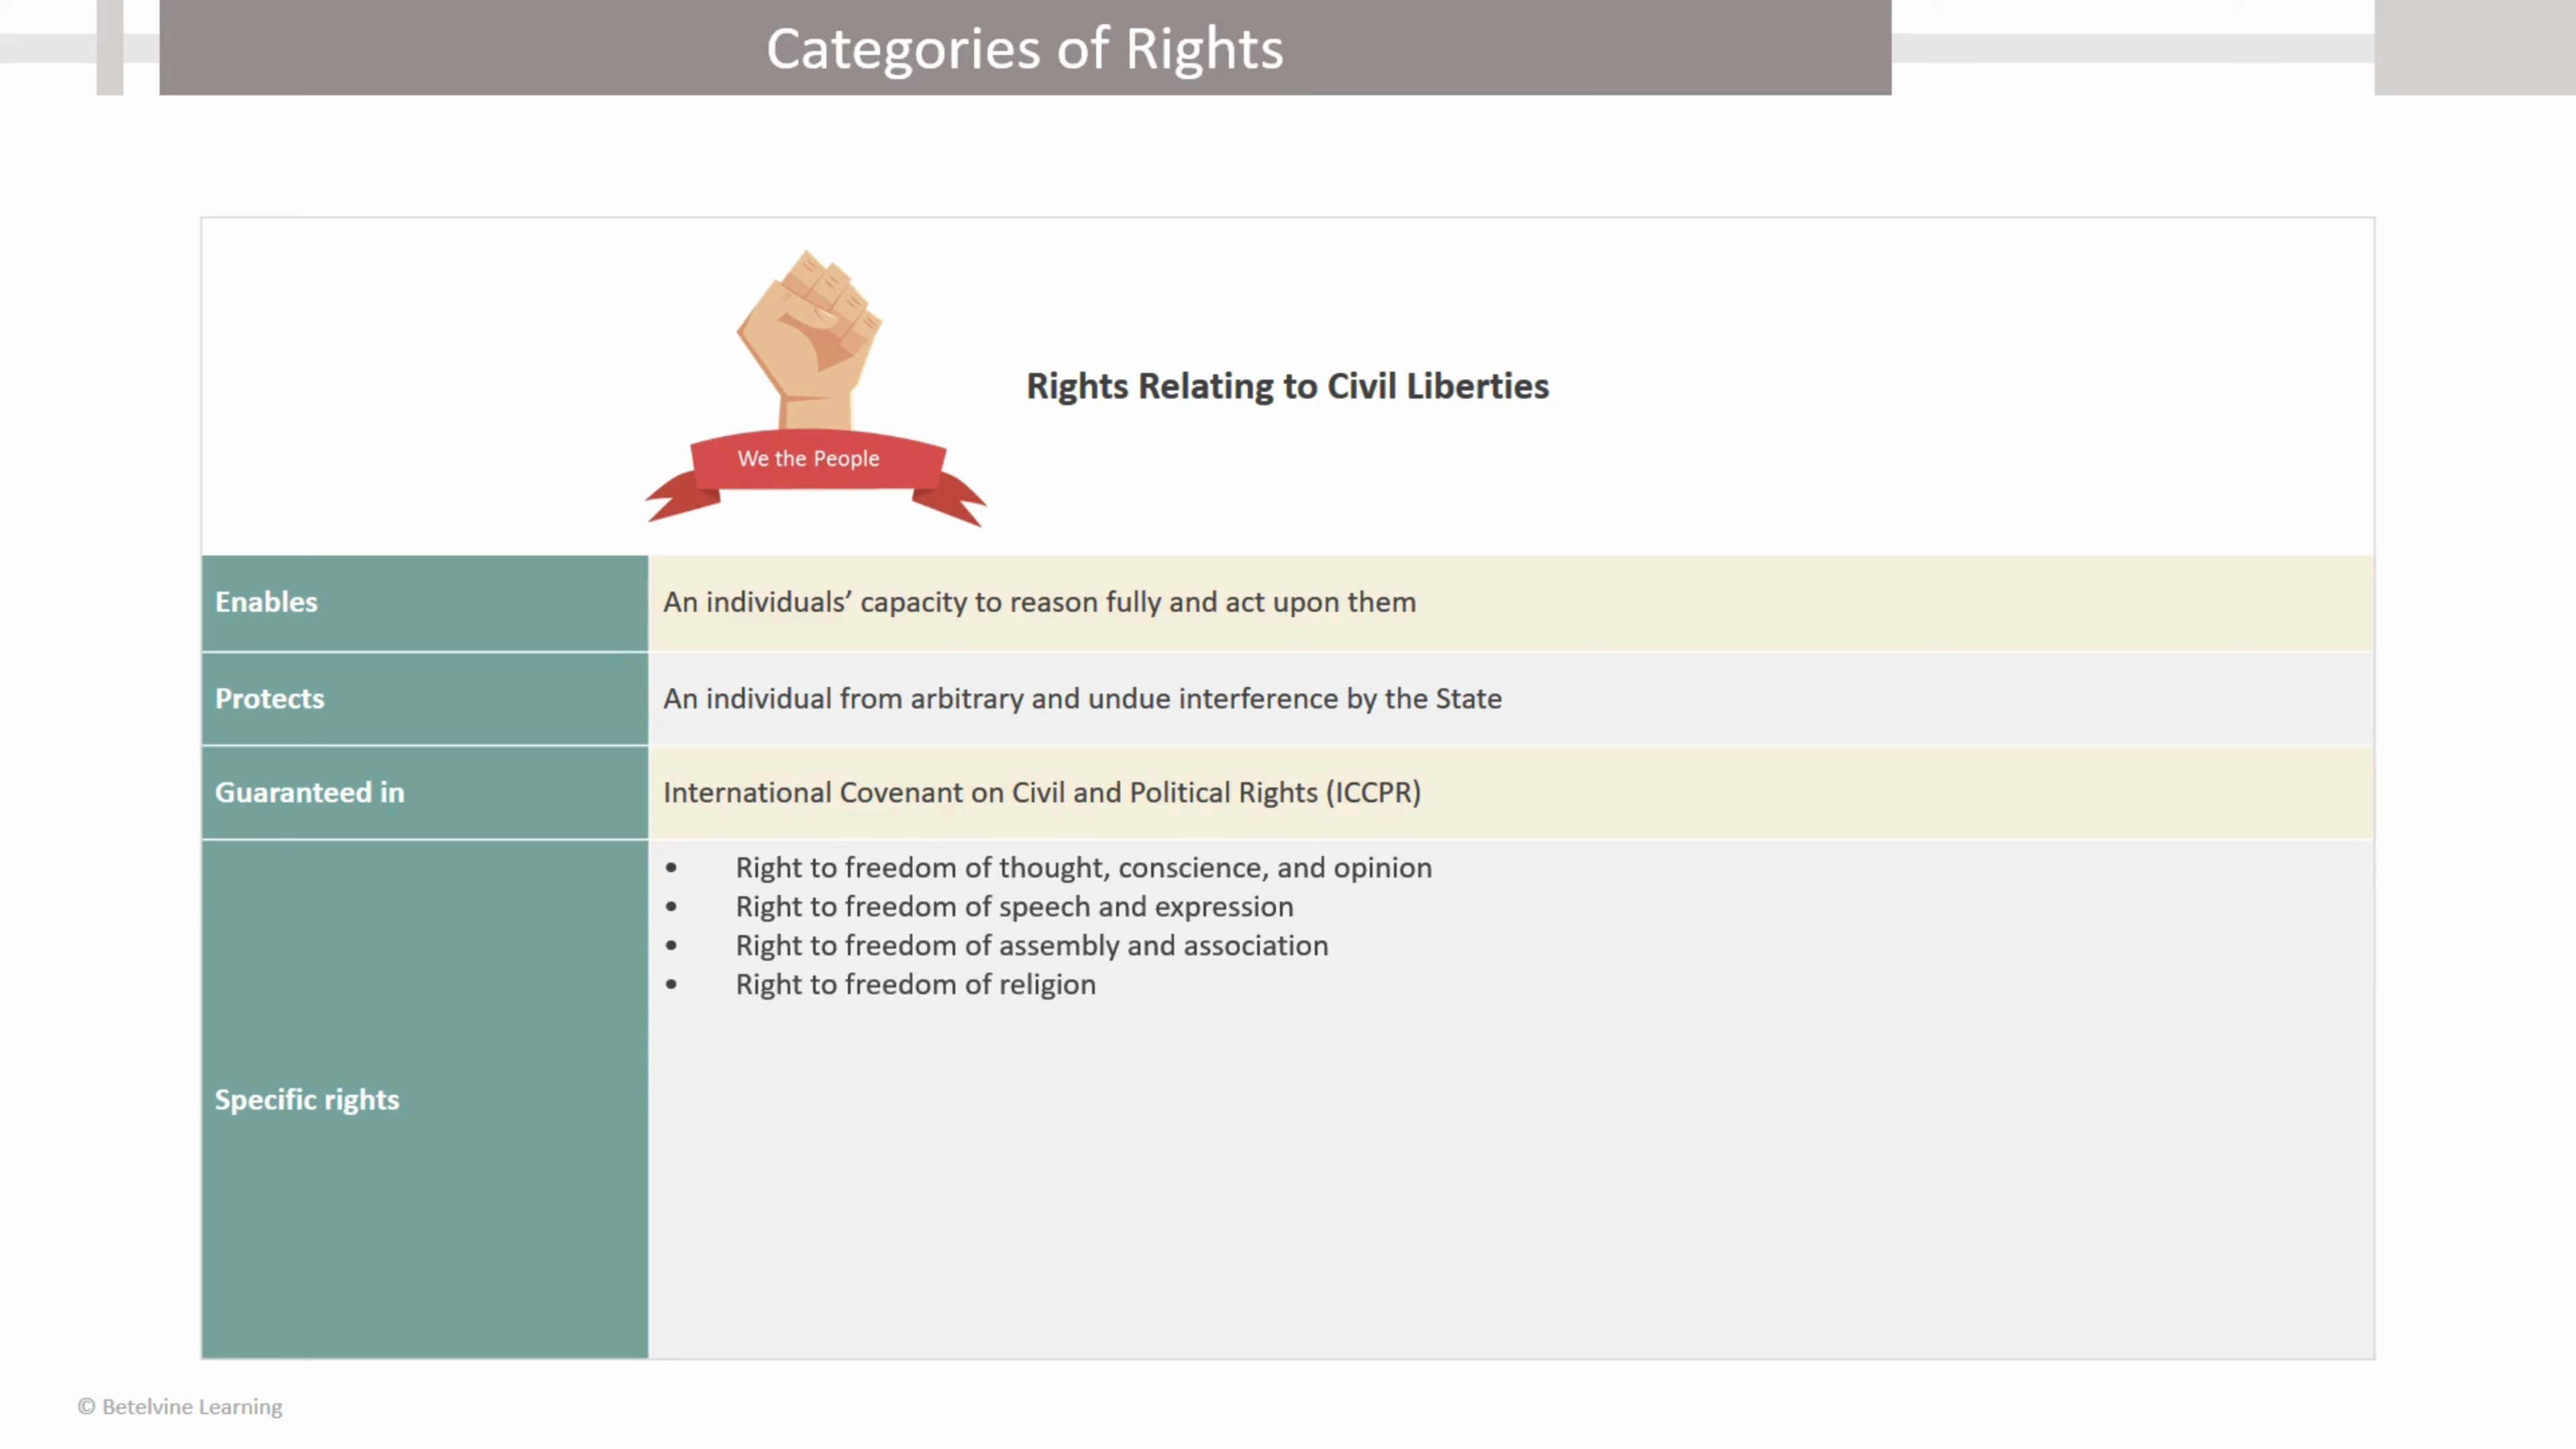 Categories of Rights
Rights Relating to Civil Liberties
We the People
Enables
An individuals’ capacity to reason fully and act upon them
Protects
An individual from arbitrary and undue interference by the State
Guaranteed in
International Covenant on Civil and Political Rights (ICCPR)
Specific rights
• Right to freedom of thought, conscience, and opinion
• Right to freedom of speech and expression
• Right to freedom of assembly and association
• Right to freedom of religion
© Betelvine Learning